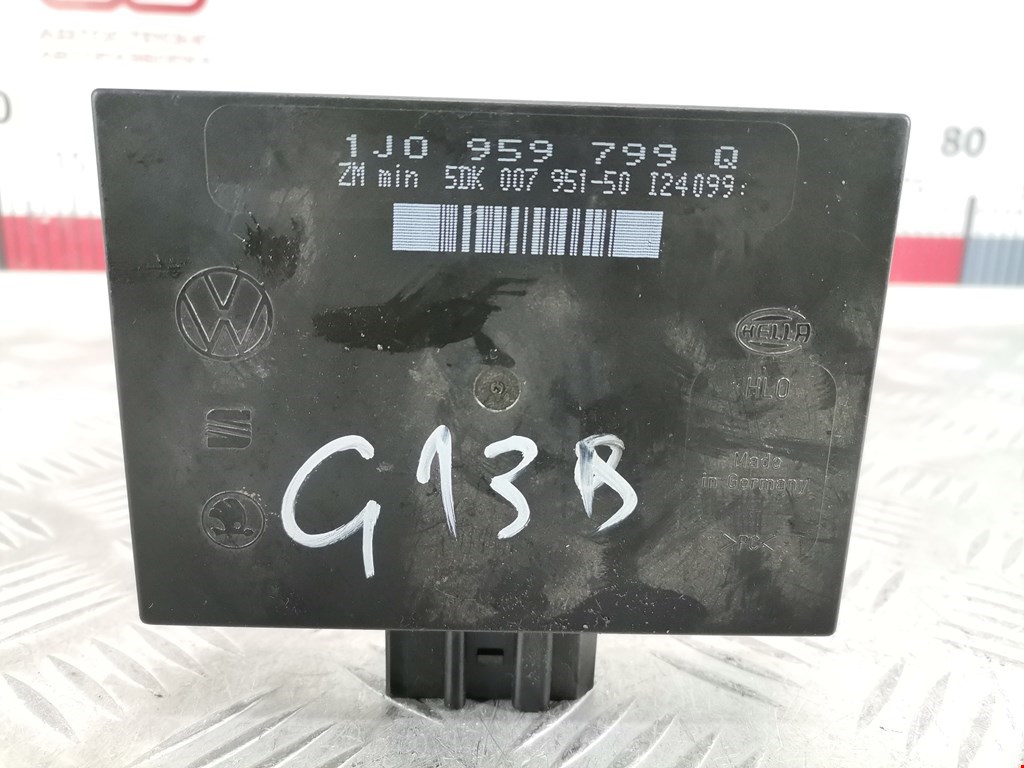 1J0 959 799 Q
ZM min 5DK 007 951-50 I24099:
HELLA
HLO
Made
in Germany
G13B
80